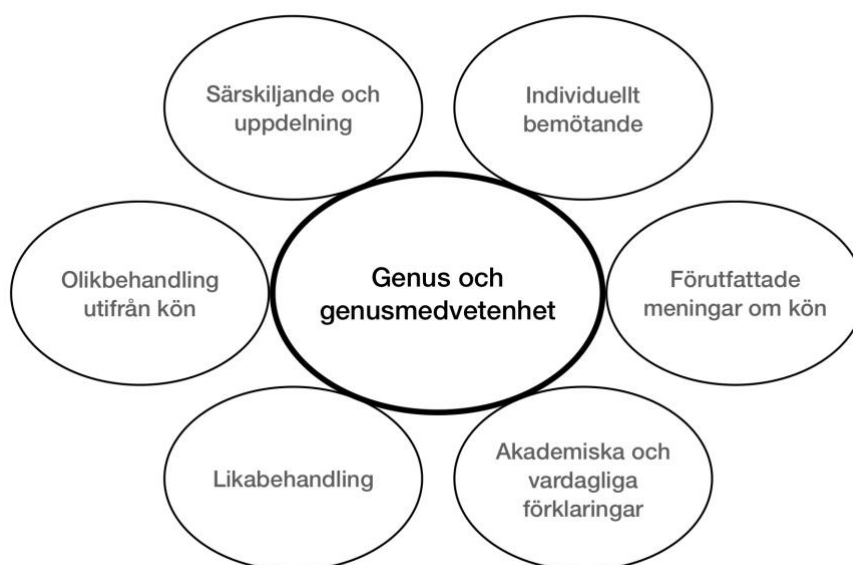 Särskiljande och
uppdelning
Individuellt
bemötande
Olikbehandling
utifrån kön
Genus och
genusmedvetenhet
Förutfattade
meningar om kön
Likabehandling
Akademiska och
vardagliga
förklaringar